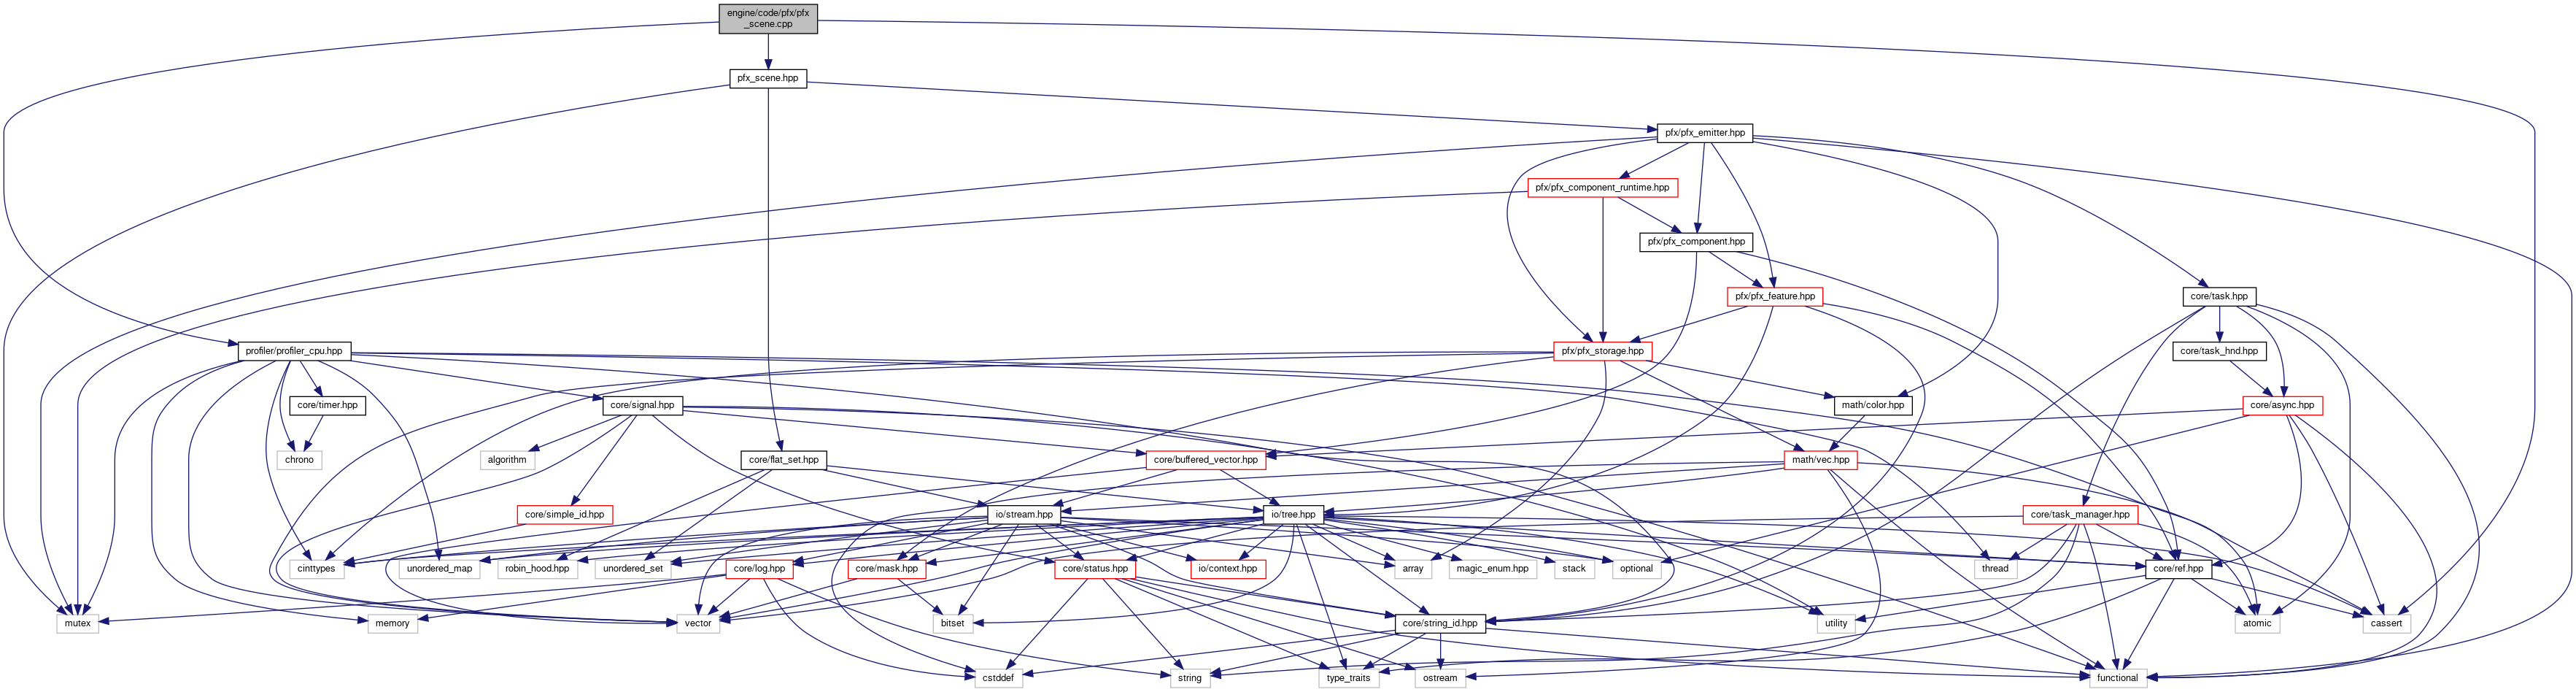 engine/code/pfx/pfx
_scene.cpp
pfx_scene.hpp
pfx/pfx_emitter.hpp
pfx/pfx_component_runtime.hpp
pfx/pfx_component.hpp
pfx/pfx_feature.hpp
core/task.hpp
profiler/profiler_cpu.hpp
pfx/pfx_storage.hpp
core/task_hnd.hpp
core/timer.hpp
core/signal.hpp
math/color.hpp
core/async.hpp
chrono
algorithm
core/flat_set.hpp
core/buffered_vector.hpp
math/vec.hpp
core/simple_id.hpp
io/stream.hpp
io/tree.hpp
core/task_manager.hpp
cinttypes
unordered_map
robin_hood.hpp
unordered_set
core/log.hpp
core/mask.hpp
core/status.hpp
io/context.hpp
array
magic_enum.hpp
stack
optional
thread
core/ref.hpp
mutex
memory
vector
bitset
core/string_id.hpp
utility
atomic
cassert
cstddef
string
type_traits
ostream
functional